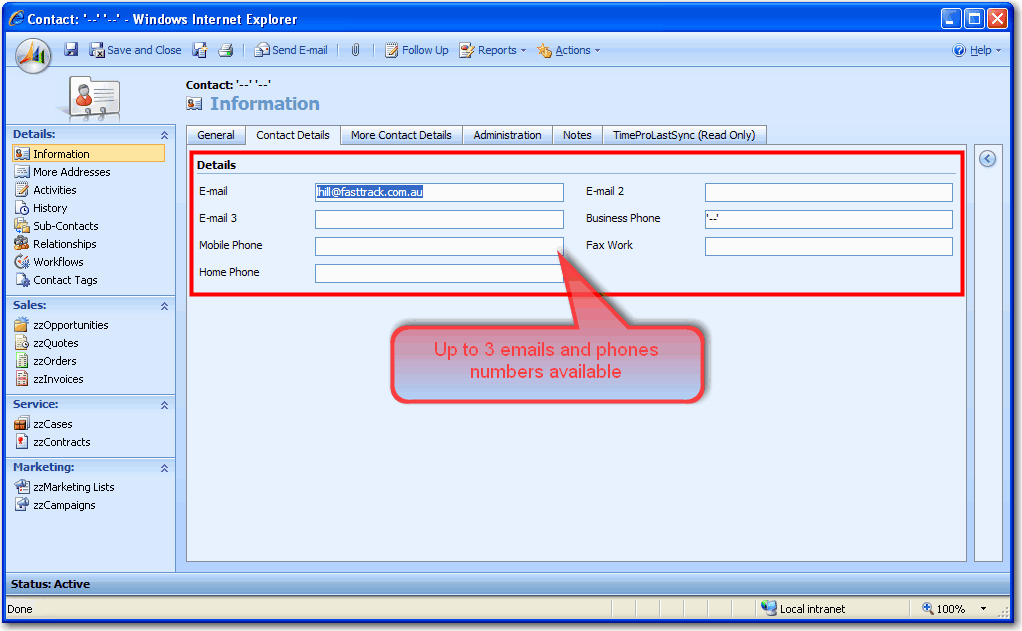 Contact: '--' '--' - Windows Internet Explorer
Save and Close
Send E-mail
Follow Up
Reports
Actions
Help
Contact: '--' '--'
Information
Details:
Information
More Addresses
Activities
History
Sub-Contacts
Relationships
Workflows
Contact Tags
Sales:
zzOpportunities
zzQuotes
zzOrders
zzInvoices
Service:
zzCases
zzContracts
Marketing:
zzMarketing Lists
zzCampaigns
General
Contact Details
More Contact Details
Administration
Notes
TimeProLastSync (Read Only)
Details
E-mail
lhill@fasttrack.com.au
E-mail 2
E-mail 3
Business Phone
'--'
Mobile Phone
Fax Work
Home Phone
Up to 3 emails and phones
numbers available
Status: Active
Done
Local intranet
100%